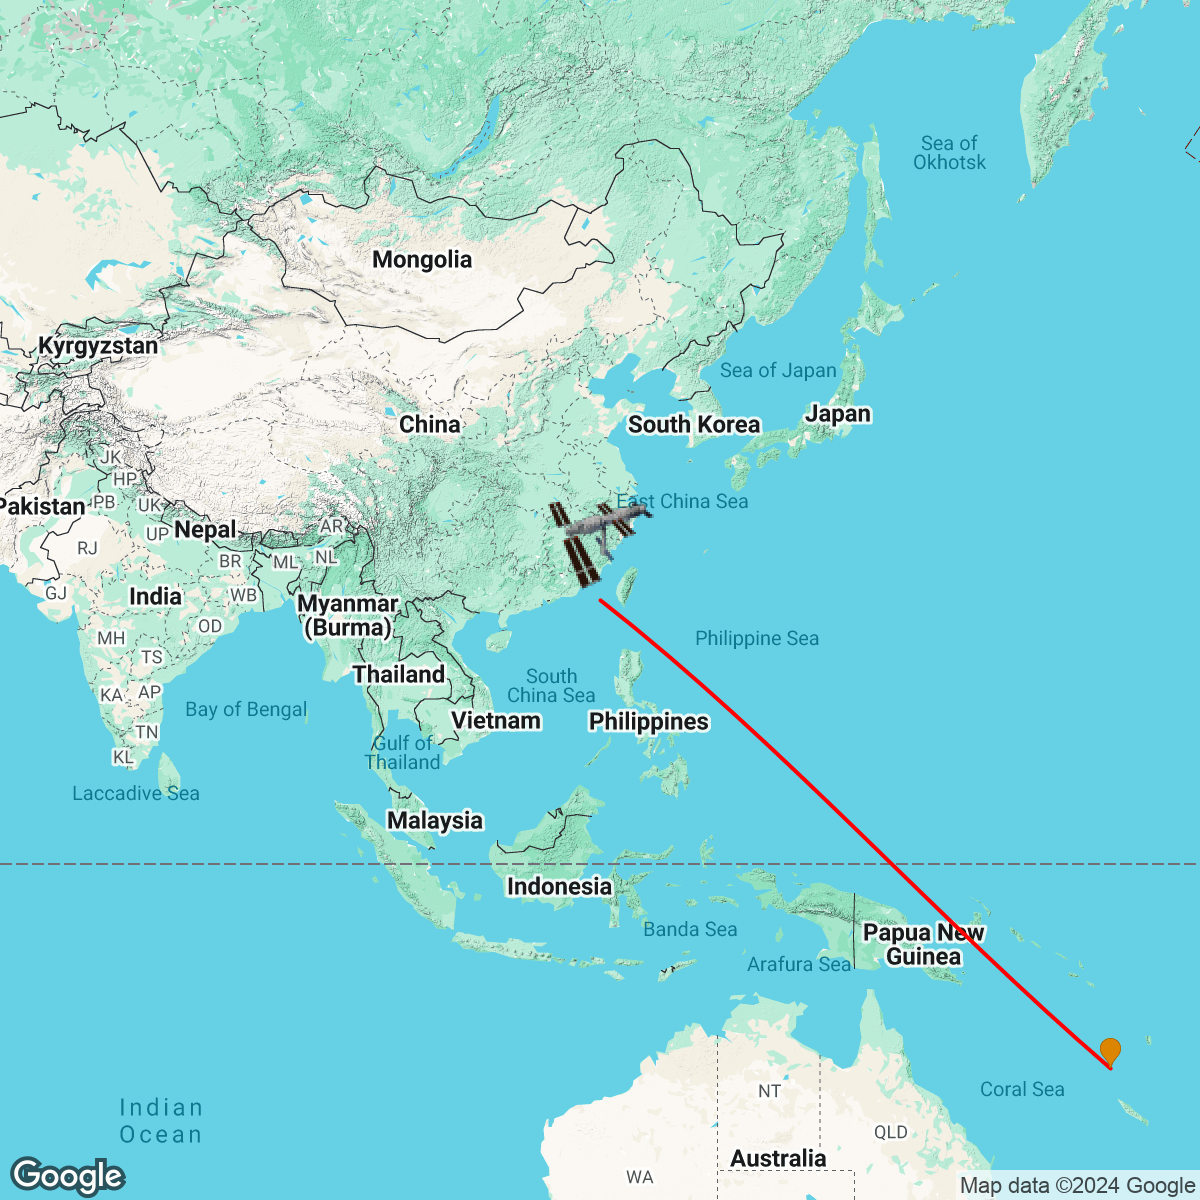 Sea of
Okhotsk
Mongolia
Kyrgyzstan
Sea of Japan
Japan
China
South Korea
JK
HP
Pakistan
PB
UK
East China Sea
Nepal
AR
UP
RJ
NL
BR
ML
GJ
India
WB
Myanmar
(Burma)
OD
MH
Philippine Sea
TS
Thailand
South
China Sea
KA
AP
Bay of Bengal
Vietnam
Philippines
TN
Gulf of
Thailand
KL
Laccadive Sea
Malaysia
Indonesia
Banda Sea
Papua New
Guinea
Arafura Sea
Coral Sea
NT
Indian
Ocean
QLD
Australia
WA
Google
Map data ©2024 Google